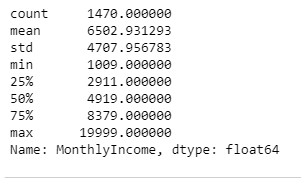 count 1470.000000
mean 6502.931293
std 4707.956783
min 1009.000000
25% 2911.000000
50% 4919.000000
75% 8379.000000
max 19999.000000
Name: MonthlyIncome, dtype: float64